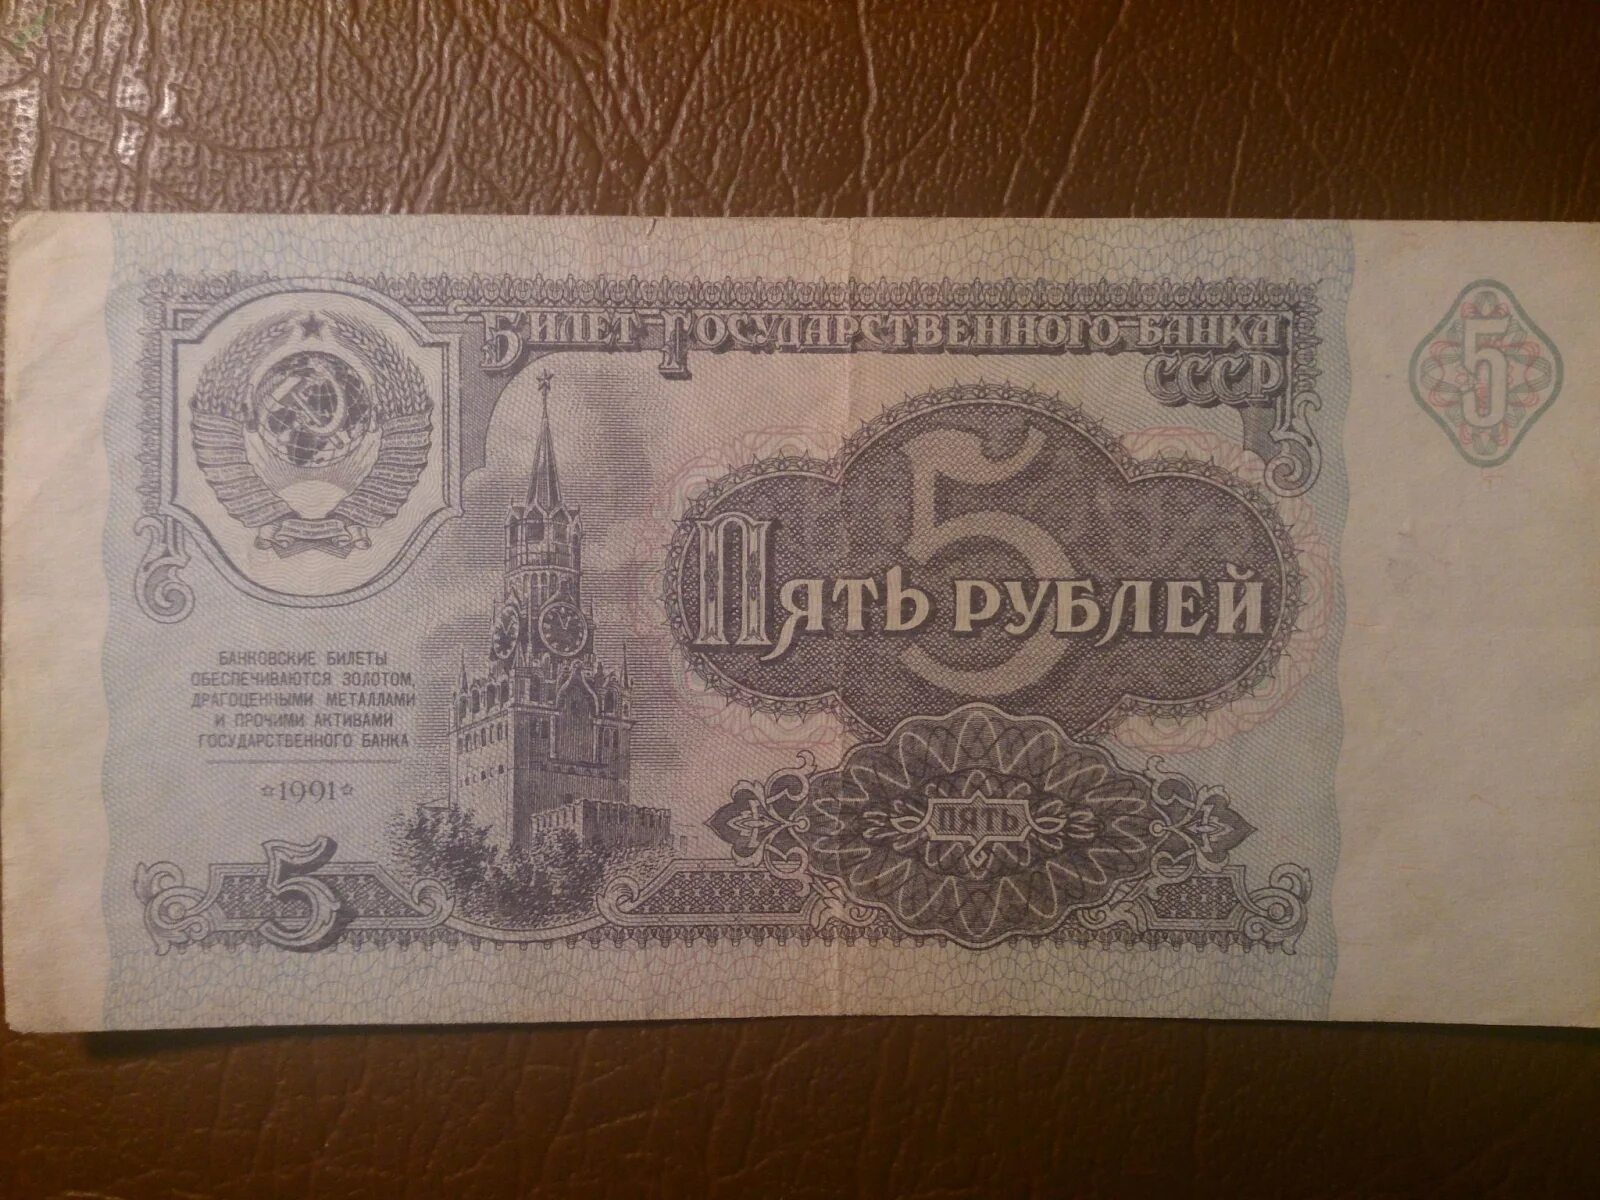 Билет Государственного Банка
СССР
5
5
Пять рублей
Банковские билеты
обеспечиваются золотом,
драгоценными металлами
и прочими активами
Государственного банка
1991
5
пять